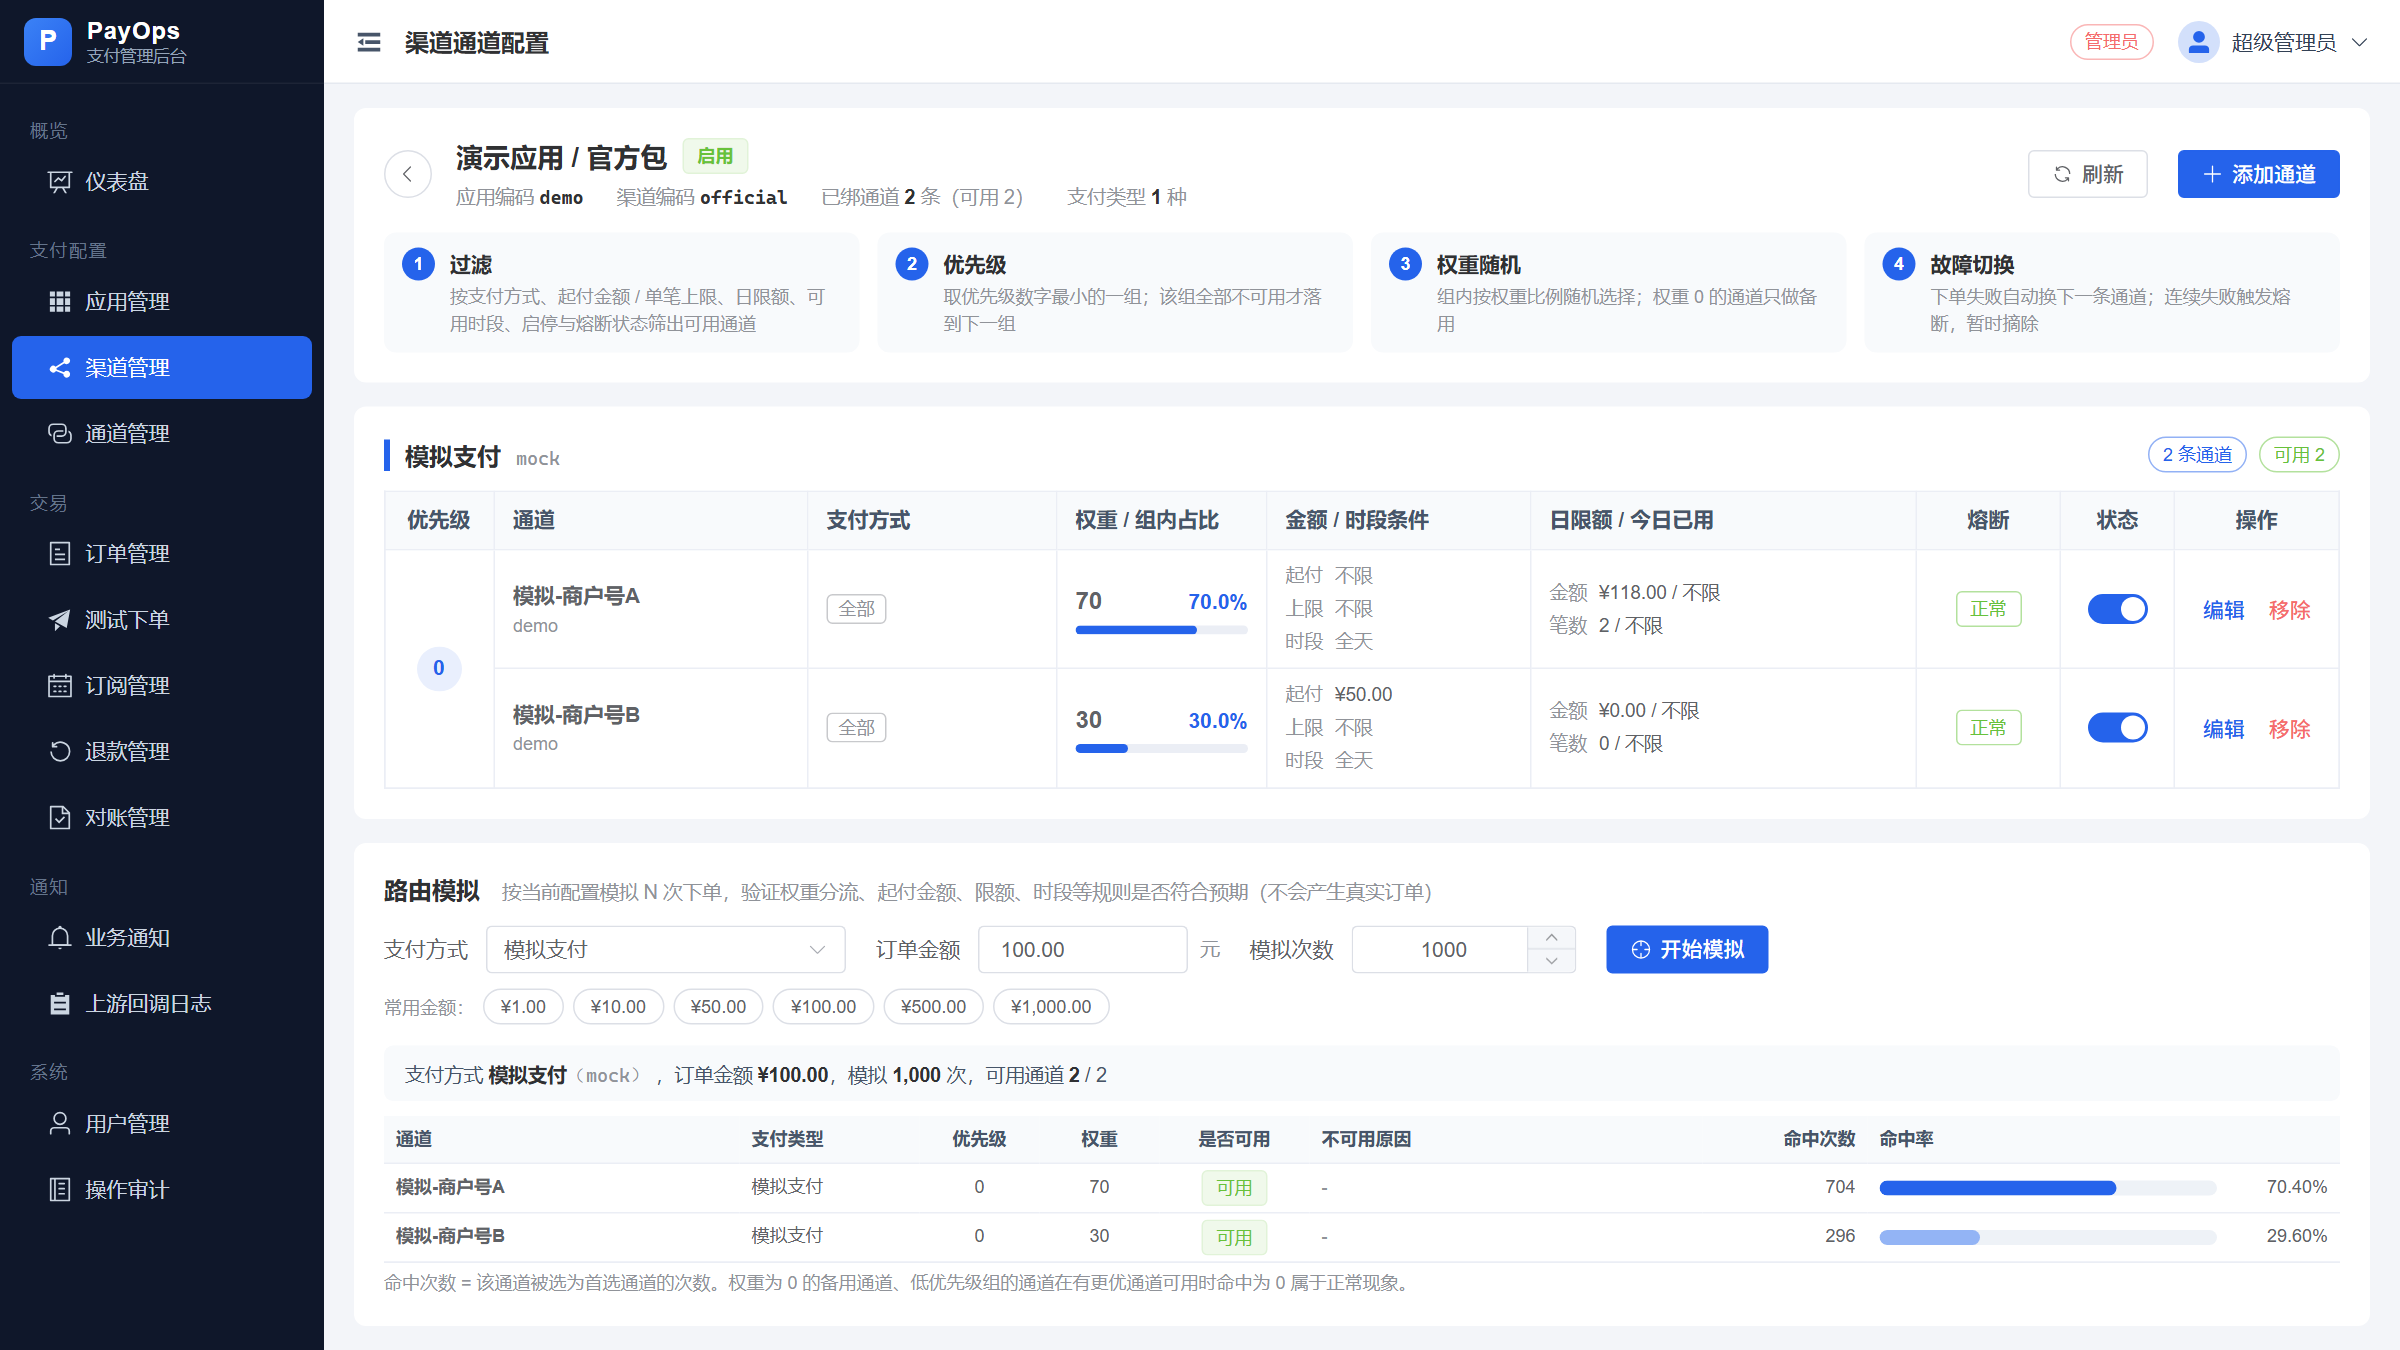 P
PayOps
支付管理后台
概览
仪表盘
支付配置
应用管理
渠道管理
通道管理
交易
订单管理
测试下单
订阅管理
退款管理
对账管理
通知
业务通知
上游回调日志
系统
用户管理
操作审计
渠道通道配置
管理员
超级管理员
演示应用 / 官方包 启用
应用编码 demo 渠道编码 official 已绑通道 2 条（可用 2） 支付类型 1 种
刷新
添加通道
1 过滤
按支付方式、起付金额 / 单笔上限、日限额、可
用时段、启停与熔断状态筛出可用通道
2 优先级
取优先级数字最小的一组；该组全部不可用才落
到下一组
3 权重随机
组内按权重比例随机选择；权重 0 的通道只做备
用
4 故障切换
下单失败自动换下一条通道；连续失败触发熔
断，暂时摘除
模拟支付 mock
2 条通道 可用 2
优先级 通道 支付方式 权重 / 组内占比 金额 / 时段条件 日限额 / 今日已用 熔断 状态 操作
0
模拟-商户号A
demo
全部
70 70.0%
起付 不限
上限 不限
时段 全天
金额 ¥118.00 / 不限
笔数 2 / 不限
正常
编辑 移除
模拟-商户号B
demo
全部
30 30.0%
起付 ¥50.00
上限 不限
时段 全天
金额 ¥0.00 / 不限
笔数 0 / 不限
正常
编辑 移除
路由模拟 按当前配置模拟 N 次下单，验证权重分流、起付金额、限额、时段等规则是否符合预期（不会产生真实订单）
支付方式 模拟支付 订单金额 100.00 元 模拟次数 1000 开始模拟
常用金额： ¥1.00 ¥10.00 ¥50.00 ¥100.00 ¥500.00 ¥1,000.00
支付方式 模拟支付（mock），订单金额 ¥100.00，模拟 1,000 次，可用通道 2 / 2
通道 支付类型 优先级 权重 是否可用 不可用原因 命中次数 命中率
模拟-商户号A 模拟支付 0 70 可用 - 704 70.40%
模拟-商户号B 模拟支付 0 30 可用 - 296 29.60%
命中次数 = 该通道被选为首选通道的次数。权重为 0 的备用通道、低优先级组的通道在有更优通道可用时命中为 0 属于正常现象。